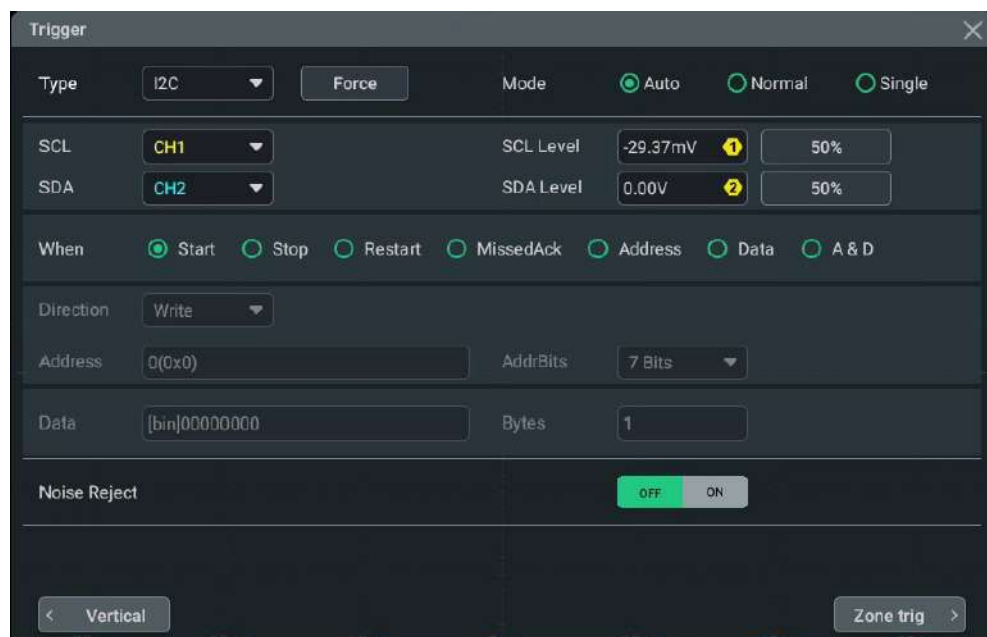 Trigger
Type I2C Force Mode Auto Normal Single
SCL CH1 SCL Level -29.37mV 1 50%
SDA CH2 SDA Level 0.00V 2 50%
When Start Stop Restart MissedAck Address Data A & D
Direction Write
Address 0(0x0) AddrBits 7 Bits
Data [bin]00000000 Bytes 1
Noise Reject OFF ON
< Vertical Zone trig >